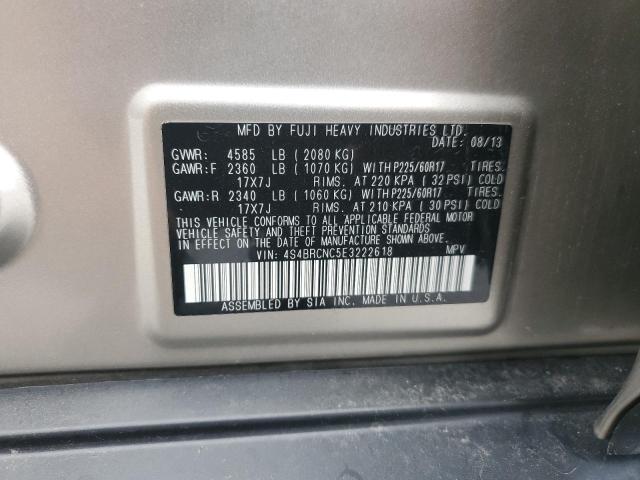 MFD BY FUJI HEAVY INDUSTRIES LTD.
DATE: 08/13
GVWR: 4585 LB (2080 KG)
GAWR:F 2360 LB (1070 KG) WITH P225/60R17 TIRES.
17X7J RIMS. AT 220 KPA (32 PSI) COLD
GAWR:R 2340 LB (1060 KG) WITH P225/60R17 TIRES.
17X7J RIMS. AT 210 KPA (30 PSI) COLD
THIS VEHICLE CONFORMS TO ALL APPLICABLE FEDERAL MOTOR
VEHICLE SAFETY AND THEFT PREVENTION STANDARDS IN EFFECT
ON THE DATE OF MANUFACTURE SHOWN ABOVE.
VIN: 4S4BRCNC5E3222618 MPV
ASSEMBLED BY SIA INC. MADE IN U.S.A.